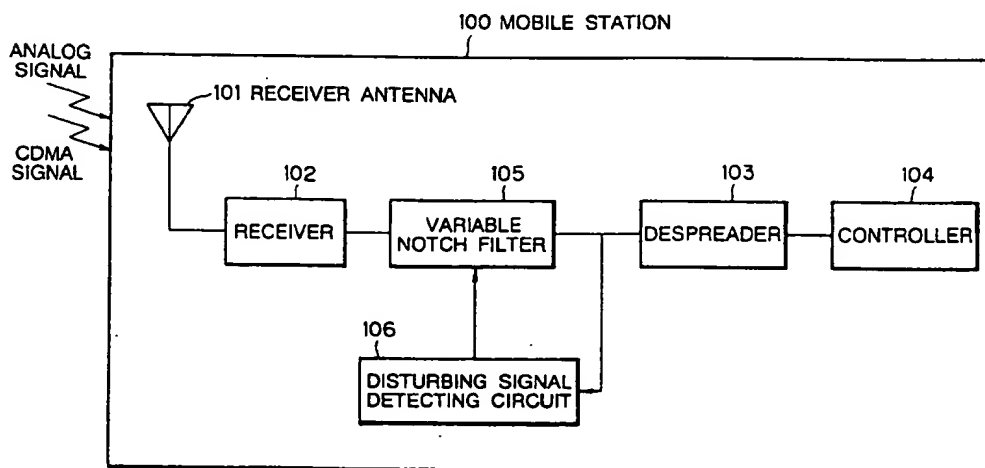 100 MOBILE STATION
ANALOG
SIGNAL
101 RECEIVER ANTENNA
CDMA
SIGNAL
102
105
103
104
RECEIVER
VARIABLE
NOTCH FILTER
DESPREADER
CONTROLLER
106
DISTURBING SIGNAL
DETECTING CIRCUIT